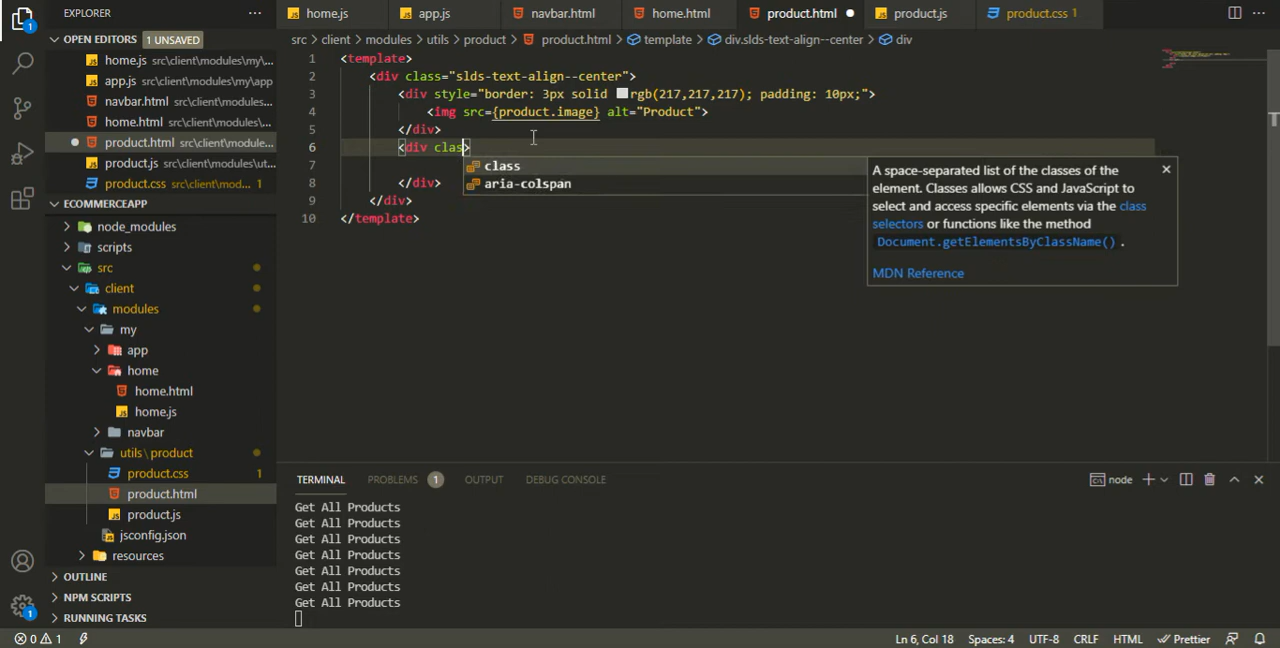 EXPLORER
···
home.js
app.js
navbar.html
home.html
product.html
product.js
product.css 1
···
OPEN EDITORS 1 UNSAVED
home.js src\client\modules\my\...
app.js src\client\modules\my\app
navbar.html src\client\m...
home.html src\client\mo...
product.html src\client\module...
product.js src\client\modules\ut...
product.css src\client\mod... 1
ECOMMERCEAPP
node_modules
scripts
src
client
modules
my
app
home
home.html
home.js
navbar
utils \ product
product.css 1
product.html
product.js
jsconfig.json
resources
OUTLINE
NPM SCRIPTS
RUNNING TASKS
src > client > modules > utils > product > product.html > template > div.slds-text-align--center > div
1 <template>
2 <div class="slds-text-align--center">
3 <div style="border: 3px solid rgb(217,217,217); padding: 10px;">
4 <img src={product.image} alt="Product">
5 </div>
6 <div clas>
7
8 </div>
9 </div>
10 </template>
class
aria-colspan
A space-separated list of the classes of the
element. Classes allows CSS and JavaScript to
select and access specific elements via the class
selectors or functions like the method
Document.getElementsByClassName() .
MDN Reference
TERMINAL PROBLEMS 1 OUTPUT DEBUG CONSOLE
node
Get All Products
Get All Products
Get All Products
Get All Products
Get All Products
Get All Products
Get All Products
1
1
0 1
Ln 6, Col 18 Spaces: 4 UTF-8 CRLF HTML Prettier